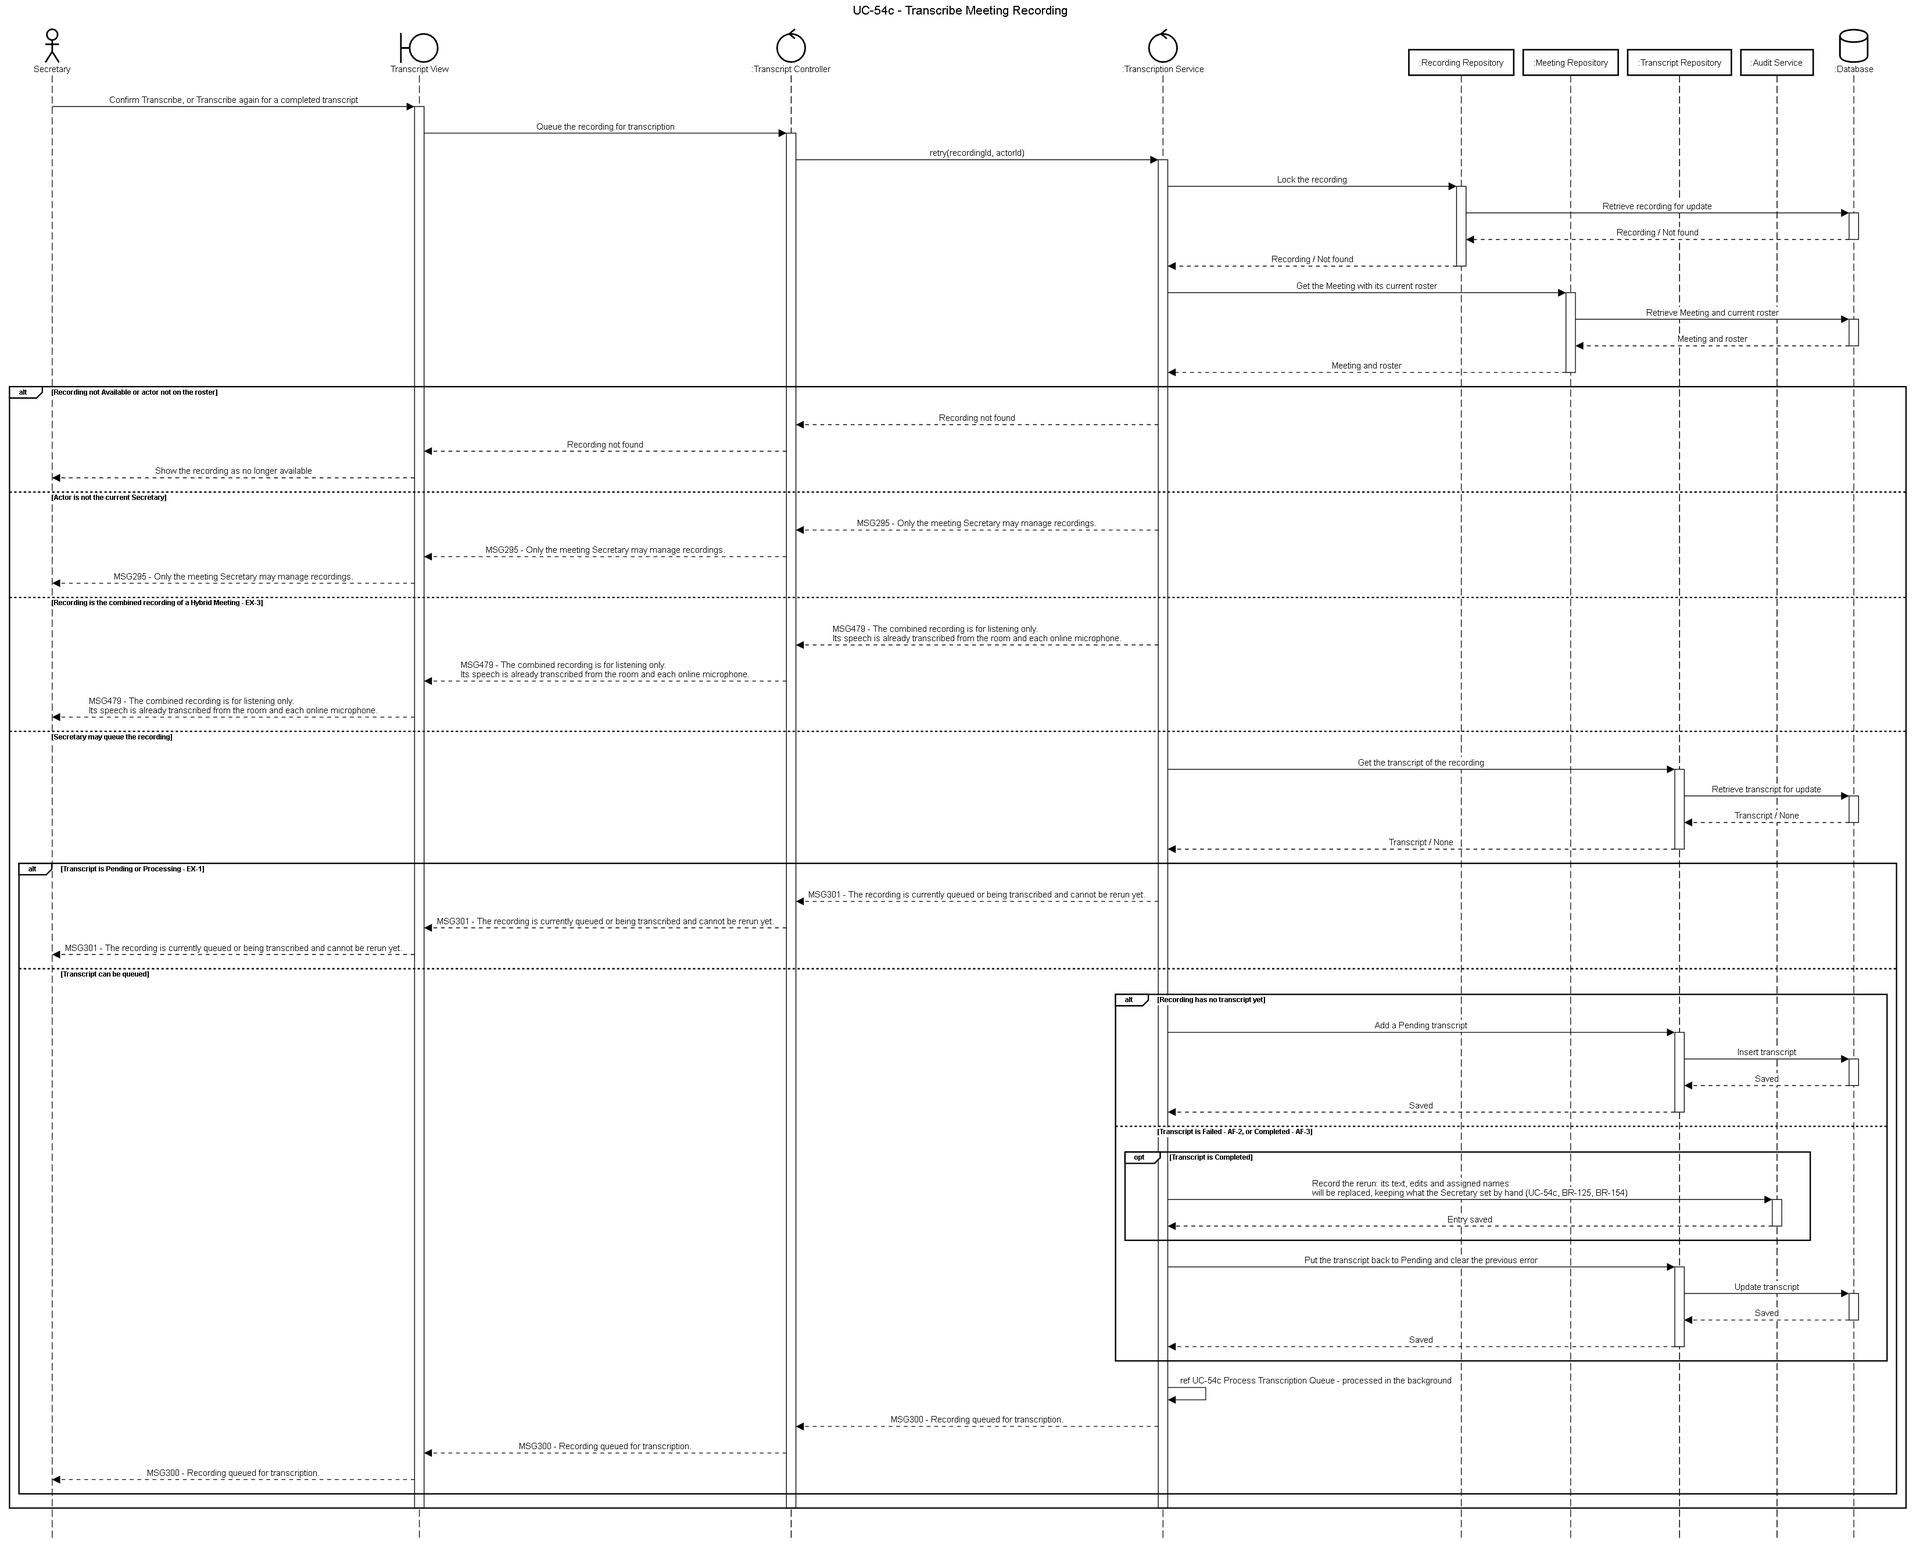 UC-54c - Transcribe Meeting Recording
Secretary
Transcript View
:Transcript Controller
:Transcription Service
:Recording Repository
:Meeting Repository
:Transcript Repository
:Audit Service
:Database
Confirm Transcribe, or Transcribe again for a completed transcript
Queue the recording for transcription
retry(recordingId, actorId)
Lock the recording
Retrieve recording for update
Recording / Not found
Recording / Not found
Get the Meeting with its current roster
Retrieve Meeting and current roster
Meeting and roster
Meeting and roster
alt
[Recording not Available or actor not on the roster]
Recording not found
Recording not found
Show the recording as no longer available
[Actor is not the current Secretary]
MSG295 - Only the meeting Secretary may manage recordings.
MSG295 - Only the meeting Secretary may manage recordings.
MSG295 - Only the meeting Secretary may manage recordings.
[Recording is the combined recording of a Hybrid Meeting - EX-3]
MSG479 - The combined recording is for listening only.
Its speech is already transcribed from the room and each online microphone.
MSG479 - The combined recording is for listening only.
Its speech is already transcribed from the room and each online microphone.
MSG479 - The combined recording is for listening only.
Its speech is already transcribed from the room and each online microphone.
[Secretary may queue the recording]
Get the transcript of the recording
Retrieve transcript for update
Transcript / None
Transcript / None
alt
[Transcript is Pending or Processing - EX-1]
MSG301 - The recording is currently queued or being transcribed and cannot be rerun yet.
MSG301 - The recording is currently queued or being transcribed and cannot be rerun yet.
MSG301 - The recording is currently queued or being transcribed and cannot be rerun yet.
[Transcript can be queued]
alt
[Recording has no transcript yet]
Add a Pending transcript
Insert transcript
Saved
Saved
[Transcript is Failed - AF-2, or Completed - AF-3]
opt
[Transcript is Completed]
Record the rerun: its text, edits and assigned names
will be replaced, keeping what the Secretary set by hand (UC-54c, BR-125, BR-154)
Entry saved
Put the transcript back to Pending and clear the previous error
Update transcript
Saved
Saved
ref UC-54c Process Transcription Queue - processed in the background
MSG300 - Recording queued for transcription.
MSG300 - Recording queued for transcription.
MSG300 - Recording queued for transcription.